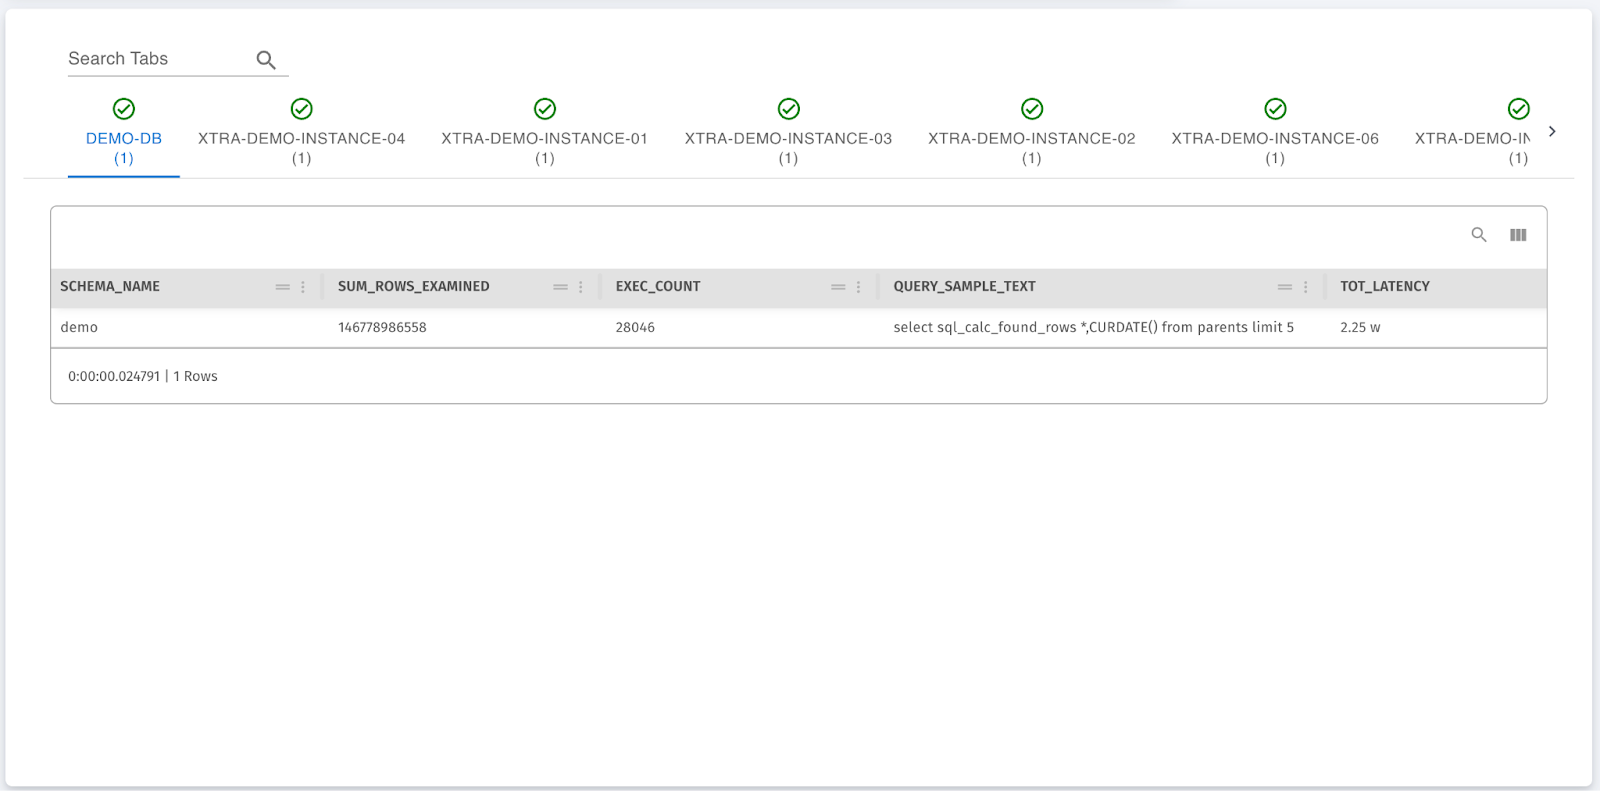 Search Tabs
DEMO-DB
(1)
XTRA-DEMO-INSTANCE-04
(1)
XTRA-DEMO-INSTANCE-01
(1)
XTRA-DEMO-INSTANCE-03
(1)
XTRA-DEMO-INSTANCE-02
(1)
XTRA-DEMO-INSTANCE-06
(1)
XTRA-DEMO-IN
(1)
SCHEMA_NAME SUM_ROWS_EXAMINED EXEC_COUNT QUERY_SAMPLE_TEXT TOT_LATENCY
demo 146778986558 28046 select sql_calc_found_rows *,CURDATE() from parents limit 5 2.25 w
0:00:00.024791 | 1 Rows